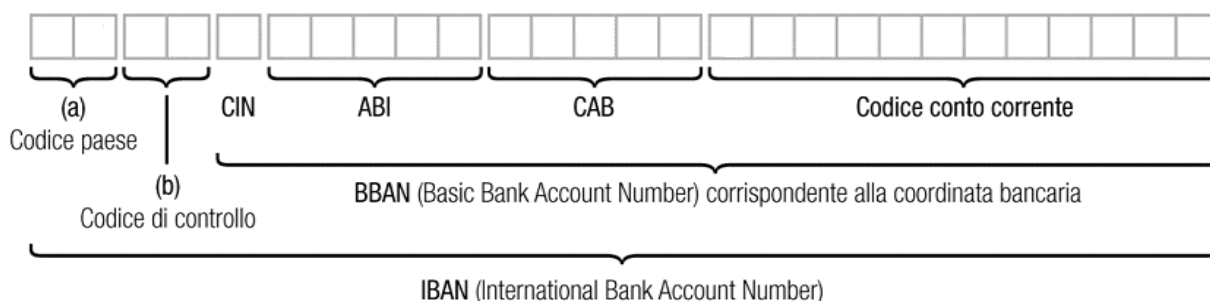 (a) CIN ABI CAB Codice conto corrente
Codice paese
BBAN (Basic Bank Account Number) corrispondente alla coordinata bancaria
(b)
Codice di controllo
IBAN (International Bank Account Number)